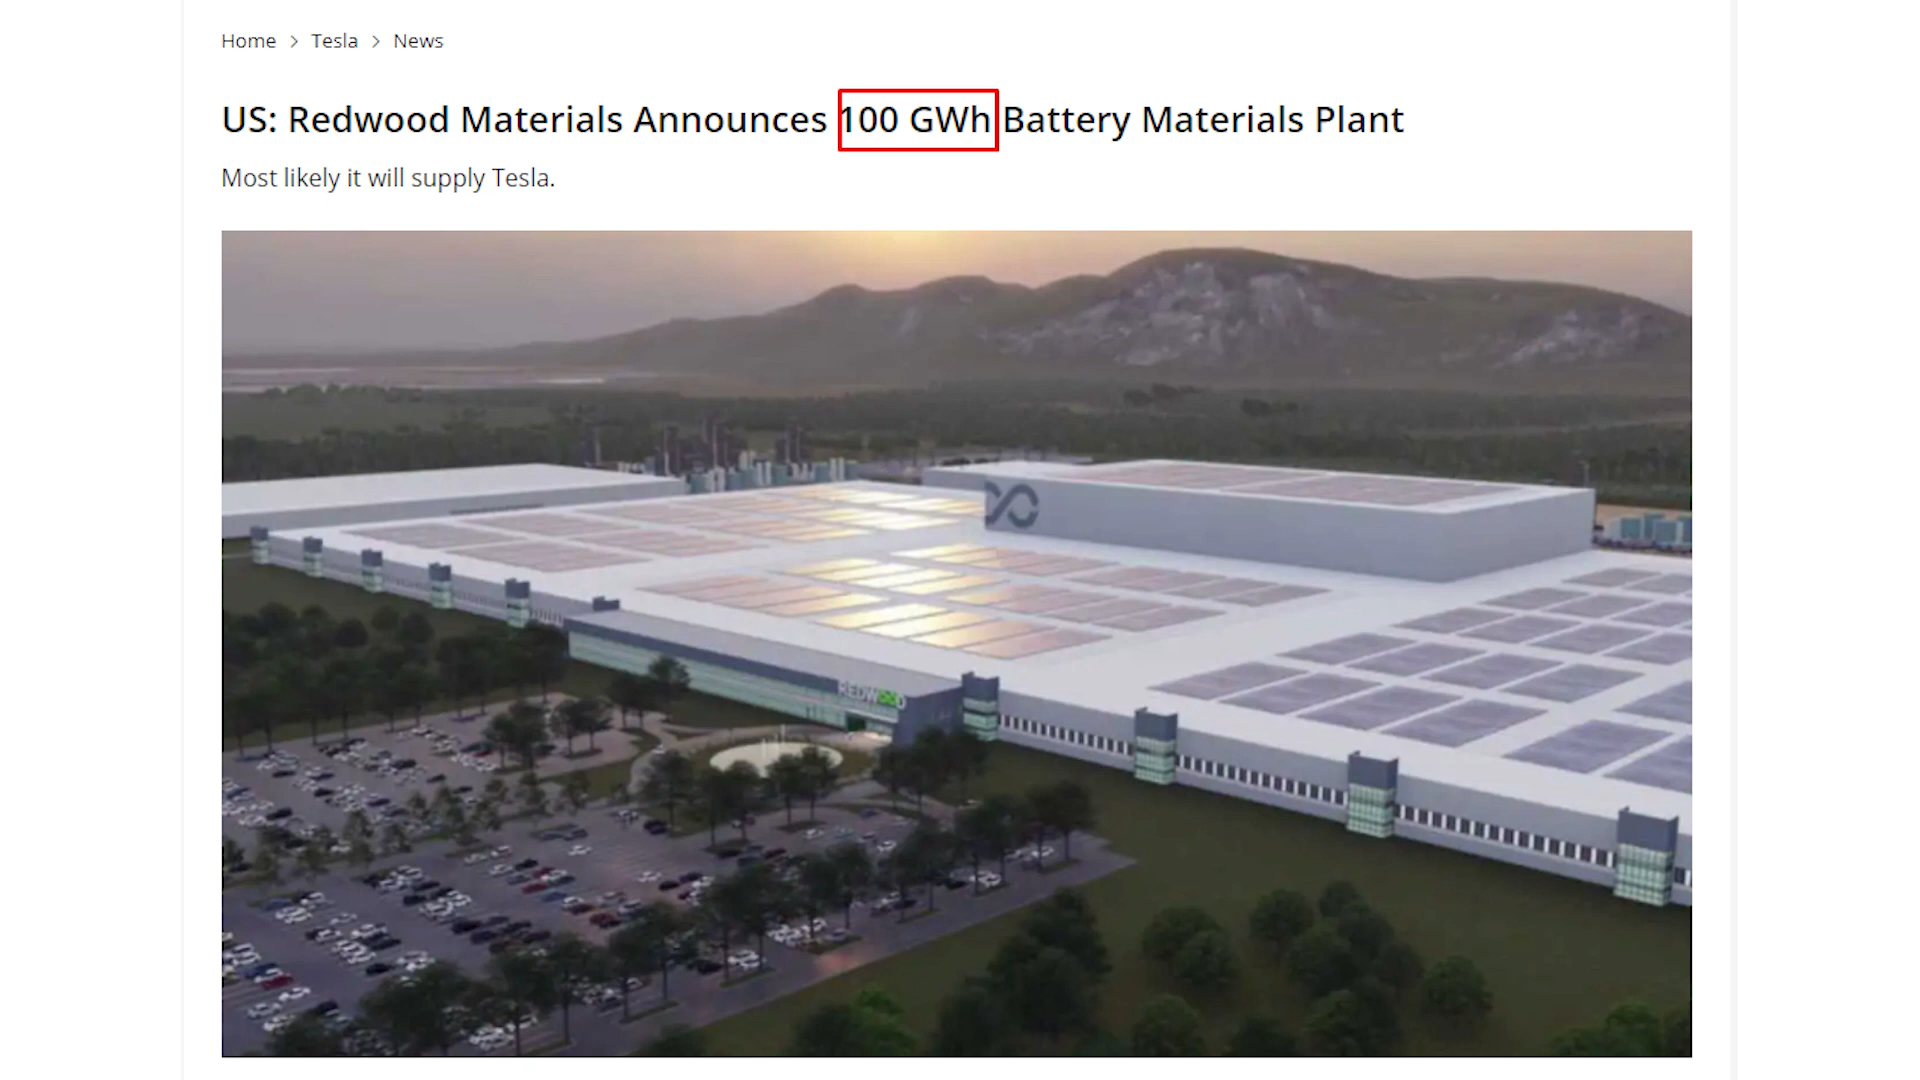 Home > Tesla > News
US: Redwood Materials Announces 100 GWh Battery Materials Plant
Most likely it will supply Tesla.
REDWOOD